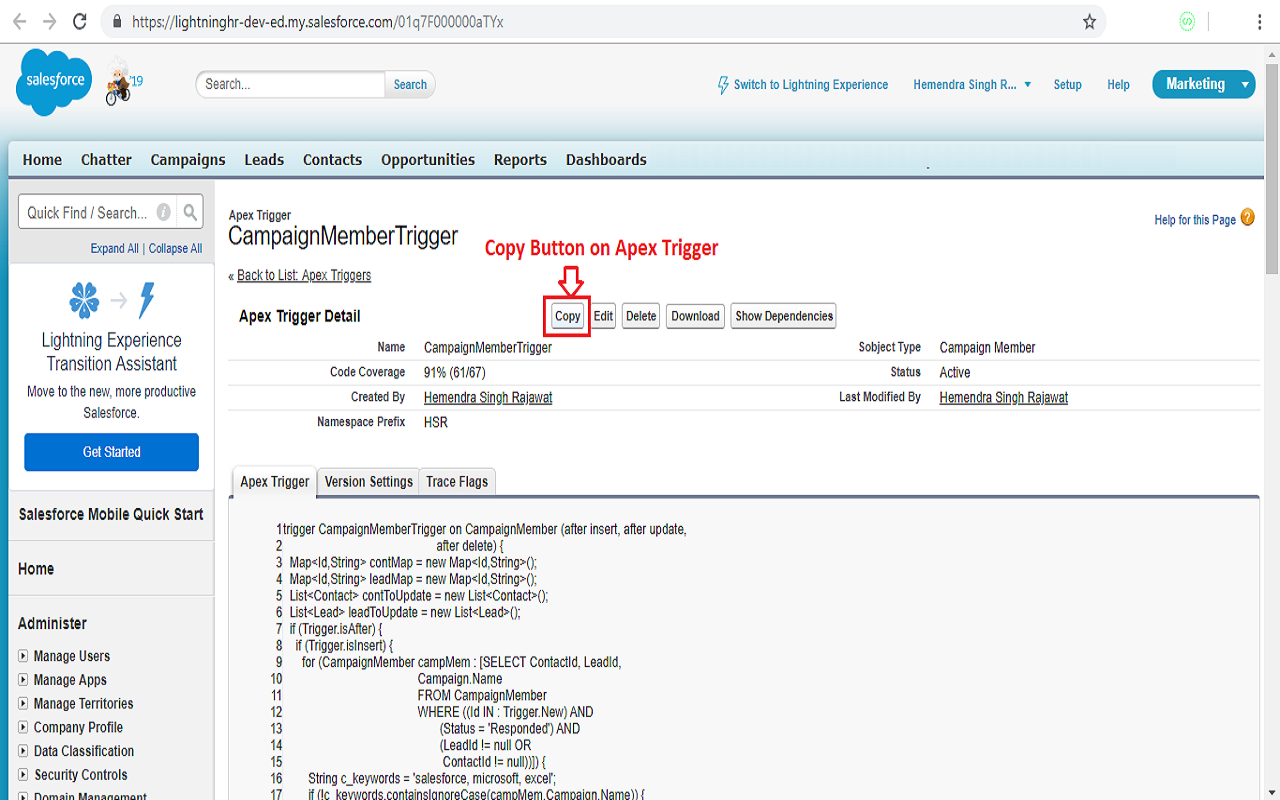 https://lightninghr-dev-ed.my.salesforce.com/01q7F000000aTYx
salesforce
'19
Search...
Search
Switch to Lightning Experience
Hemendra Singh R...
Setup
Help
Marketing
Home Chatter Campaigns Leads Contacts Opportunities Reports Dashboards
Quick Find / Search...
Expand All | Collapse All
Lightning Experience
Transition Assistant
Move to the new, more productive
Salesforce.
Get Started
Salesforce Mobile Quick Start
Home
Administer
Manage Users
Manage Apps
Manage Territories
Company Profile
Data Classification
Security Controls
Domain Management
Apex Trigger
CampaignMemberTrigger
Help for this Page
Copy Button on Apex Trigger
« Back to List: Apex Triggers
Apex Trigger Detail
Copy Edit Delete Download Show Dependencies
Name CampaignMemberTrigger Sobject Type Campaign Member
Code Coverage 91% (61/67) Status Active
Created By Hemendra Singh Rajawat Last Modified By Hemendra Singh Rajawat
Namespace Prefix HSR
Apex Trigger Version Settings Trace Flags
1trigger CampaignMemberTrigger on CampaignMember (after insert, after update,
2 after delete) {
3 Map<Id,String> contMap = new Map<Id,String>();
4 Map<Id,String> leadMap = new Map<Id,String>();
5 List<Contact> contToUpdate = new List<Contact>();
6 List<Lead> leadToUpdate = new List<Lead>();
7 if (Trigger.isAfter) {
8 if (Trigger.isInsert) {
9 for (CampaignMember campMem : [SELECT ContactId, LeadId,
10 Campaign.Name
11 FROM CampaignMember
12 WHERE ((Id IN : Trigger.New) AND
13 (Status = 'Responded') AND
14 (LeadId != null OR
15 ContactId != null))]) {
16 String c_keywords = 'salesforce, microsoft, excel';
17 if (!c_keywords.containsIgnoreCase(campMem.Campaign.Name)) {